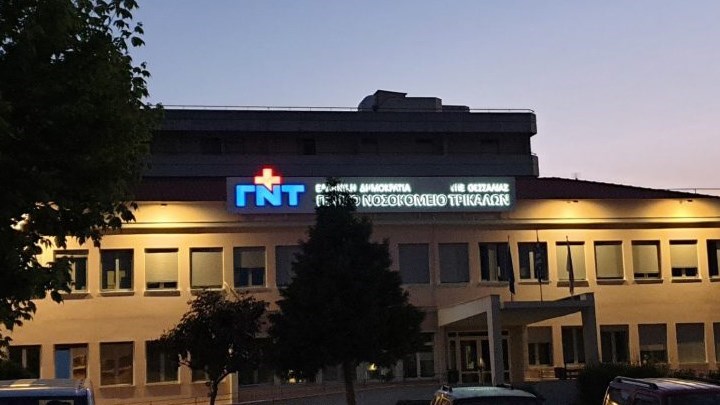 ΓΝΤ
ΕΛΛΗΝΙΚΗ ΔΗΜΟΚΡΑΤΙΑ ΥΠΕ ΘΕΣΣΑΛΙΑΣ
ΓΕΝΙΚΟ ΝΟΣΟΚΟΜΕΙΟ ΤΡΙΚΑΛΩΝ